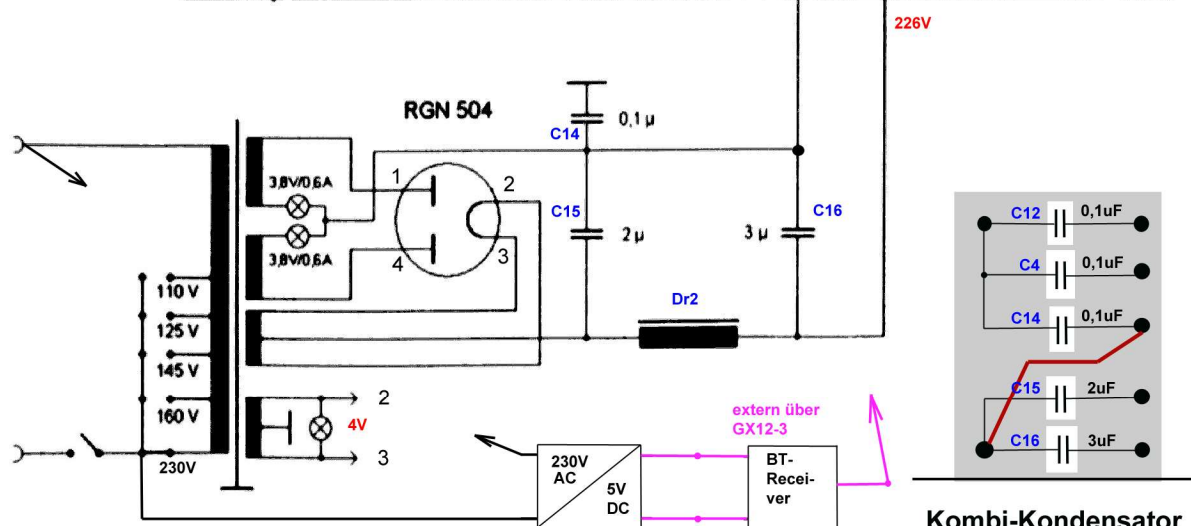 226V
RGN 504
C14
0,1 µ
3,8V/0,6A
1
2
C15
2 µ
C16
3 µ
3,8V/0,6A
4
3
110 V
Dr2
125 V
145 V
160 V
230V
2
4V
3
extern über
GX12-3
230V
AC
5V
DC
BT-
Recei-
ver
C12
0,1uF
C4
0,1uF
C14
0,1uF
C15
2uF
C16
3uF
Kombi-Kondensator